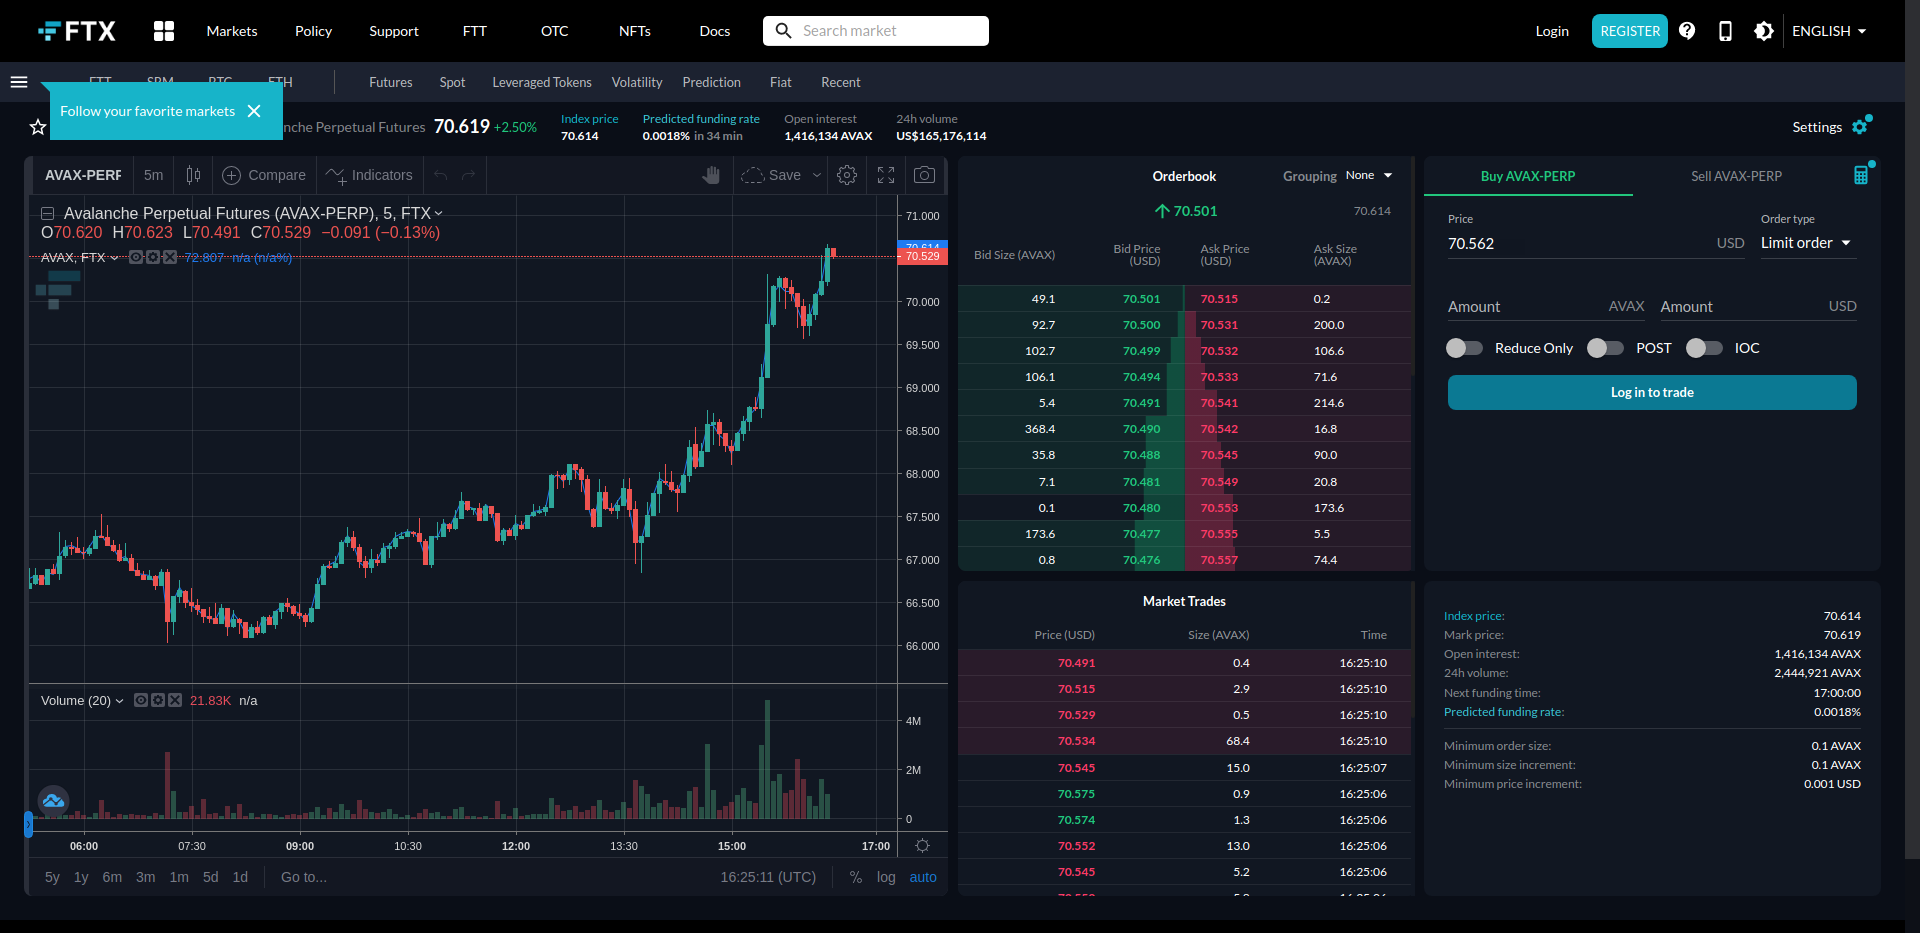 FTX Markets Policy Support FTT OTC NFTs Docs Search market Login REGISTER ENGLISH
Futures Spot Leveraged Tokens Volatility Prediction Fiat Recent
Follow your favorite markets
Perpetual Futures 70.619 +2.50%
Index price Predicted funding rate Open interest 24h volume
70.614 0.0018% in 34 min 1,416,134 AVAX US$165,176,114
Settings
AVAX-PERP 5m Compare Indicators Save
Avalanche Perpetual Futures (AVAX-PERP), 5, FTX
O70.620 H70.623 L70.491 C70.529 −0.091 (−0.13%)
AVAX, FTX 72.807 n/a (n/a%)
71.000
70.614
70.529
70.000
69.500
69.000
68.500
68.000
67.500
67.000
66.500
66.000
Volume (20) 21.83K n/a
4M
2M
0
06:00 07:30 09:00 10:30 12:00 13:30 15:00 17:00
5y 1y 6m 3m 1m 5d 1d Go to... 16:25:11 (UTC) % log auto
Orderbook Grouping None
70.501 70.614
Bid Size (AVAX) Bid Price (USD) Ask Price (USD) Ask Size (AVAX)
49.1 70.501 70.515 0.2
92.7 70.500 70.531 200.0
102.7 70.499 70.532 106.6
106.1 70.494 70.533 71.6
5.4 70.491 70.541 214.6
368.4 70.490 70.542 16.8
35.8 70.488 70.545 90.0
7.1 70.481 70.549 20.8
0.1 70.480 70.553 173.6
173.6 70.477 70.555 5.5
0.8 70.476 70.557 74.4
Market Trades
Price (USD) Size (AVAX) Time
70.491 0.4 16:25:10
70.515 2.9 16:25:10
70.529 0.5 16:25:10
70.534 68.4 16:25:10
70.545 15.0 16:25:07
70.575 0.9 16:25:06
70.574 1.3 16:25:06
70.552 13.0 16:25:06
70.545 5.2 16:25:06
Buy AVAX-PERP Sell AVAX-PERP
Price Order type
70.562 USD Limit order
Amount AVAX Amount USD
Reduce Only POST IOC
Log in to trade
Index price: 70.614
Mark price: 70.619
Open interest: 1,416,134 AVAX
24h volume: 2,444,921 AVAX
Next funding time: 17:00:00
Predicted funding rate: 0.0018%
Minimum order size: 0.1 AVAX
Minimum size increment: 0.1 AVAX
Minimum price increment: 0.001 USD